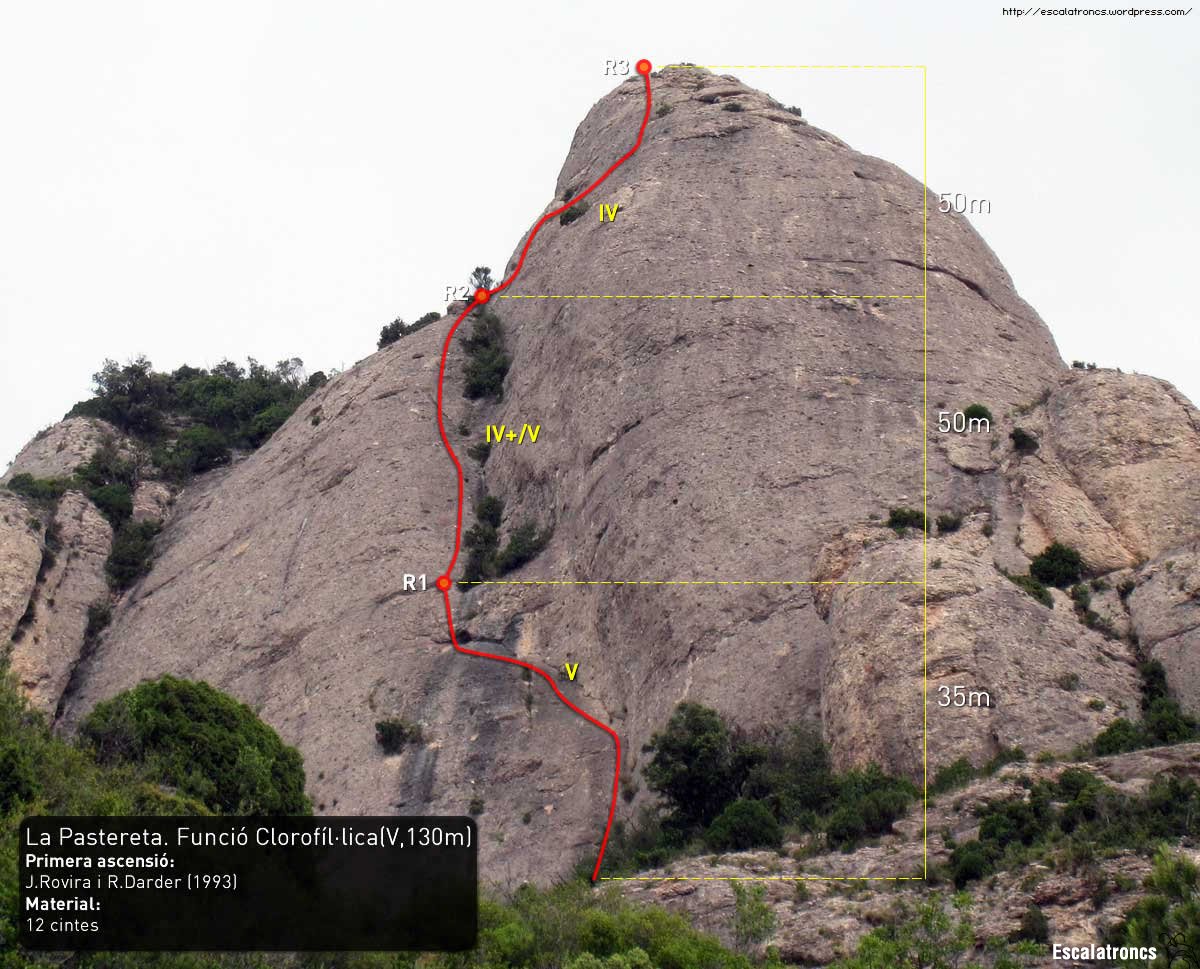 http://escalatroncs.wordpress.com/
R3
50m
IV
R2
50m
IV+/V
R1
V
35m
La Pastereta. Funció Clorofíl·lica(V,130m)
Primera ascensió:
J.Rovira i R.Darder (1993)
Material:
12 cintes
Escalatroncs